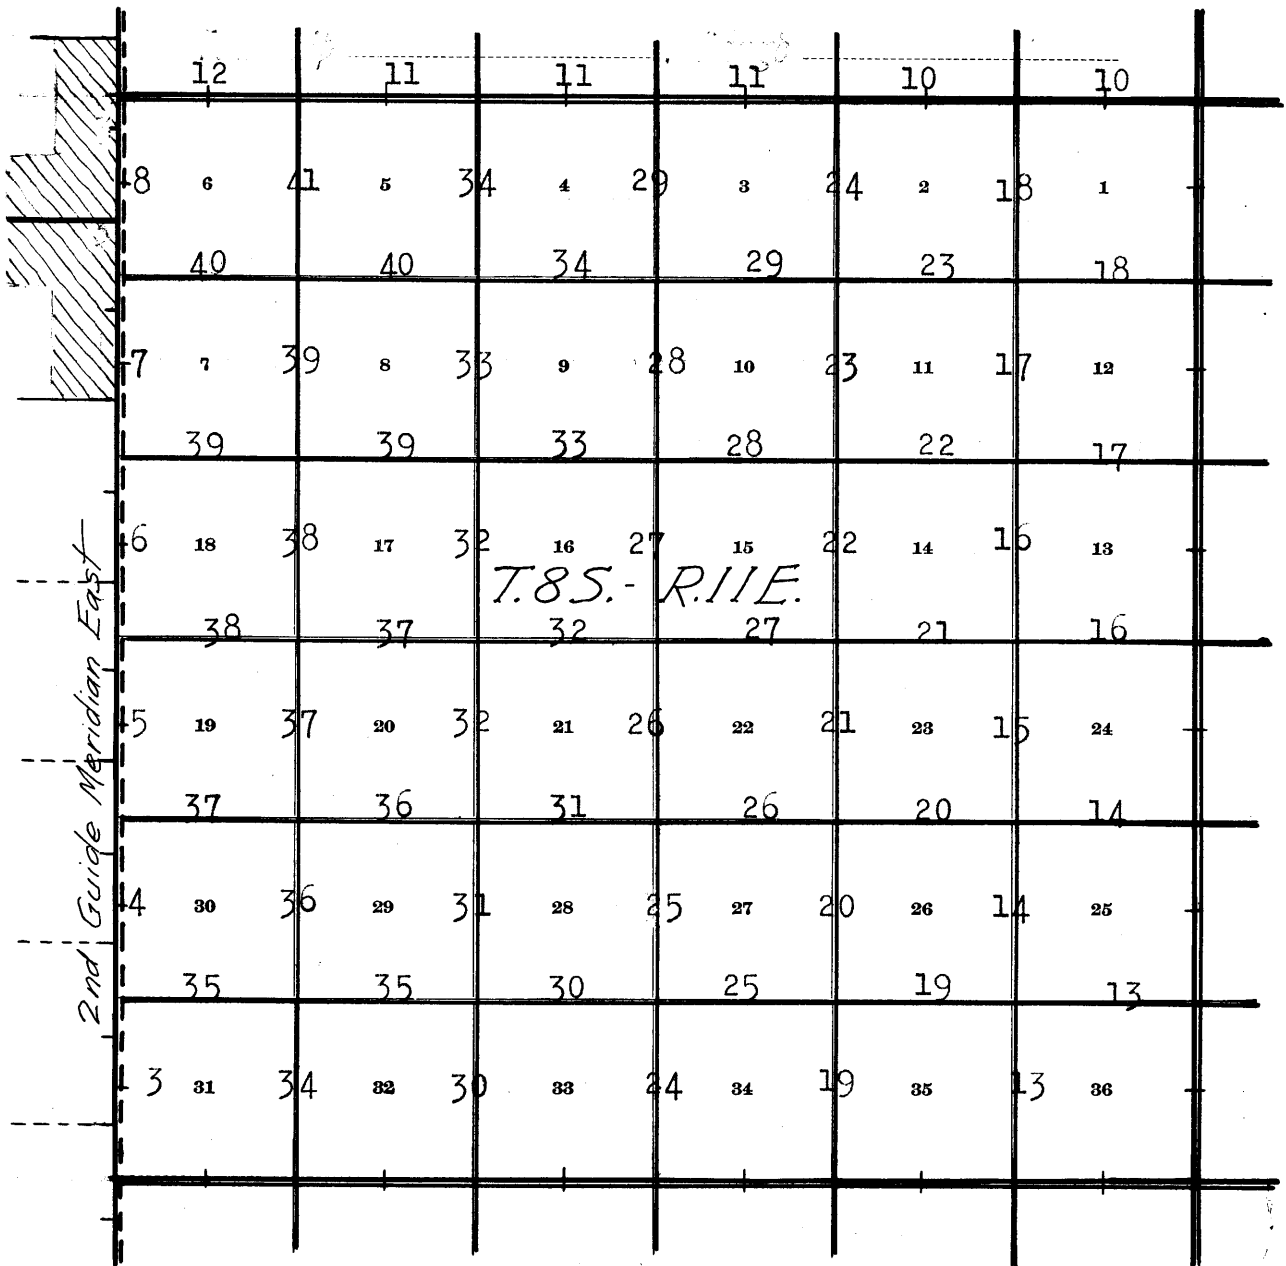 12 11 11 11 10 10
8 6 41 5 34 4 29 3 24 2 18 1
40 40 34 29 23 18
7 7 39 8 33 9 28 10 23 11 17 12
39 39 33 28 22 17
6 18 38 17 32 16 27 15 22 14 16 13
T.8S.- R.11E.
38 37 32 27 21 16
5 19 37 20 32 21 26 22 21 23 15 24
37 36 31 26 20 14
4 30 36 29 31 28 25 27 20 26 14 25
35 35 30 25 19 13
3 31 34 32 30 33 24 34 19 35 13 36
2nd Guide Meridian East